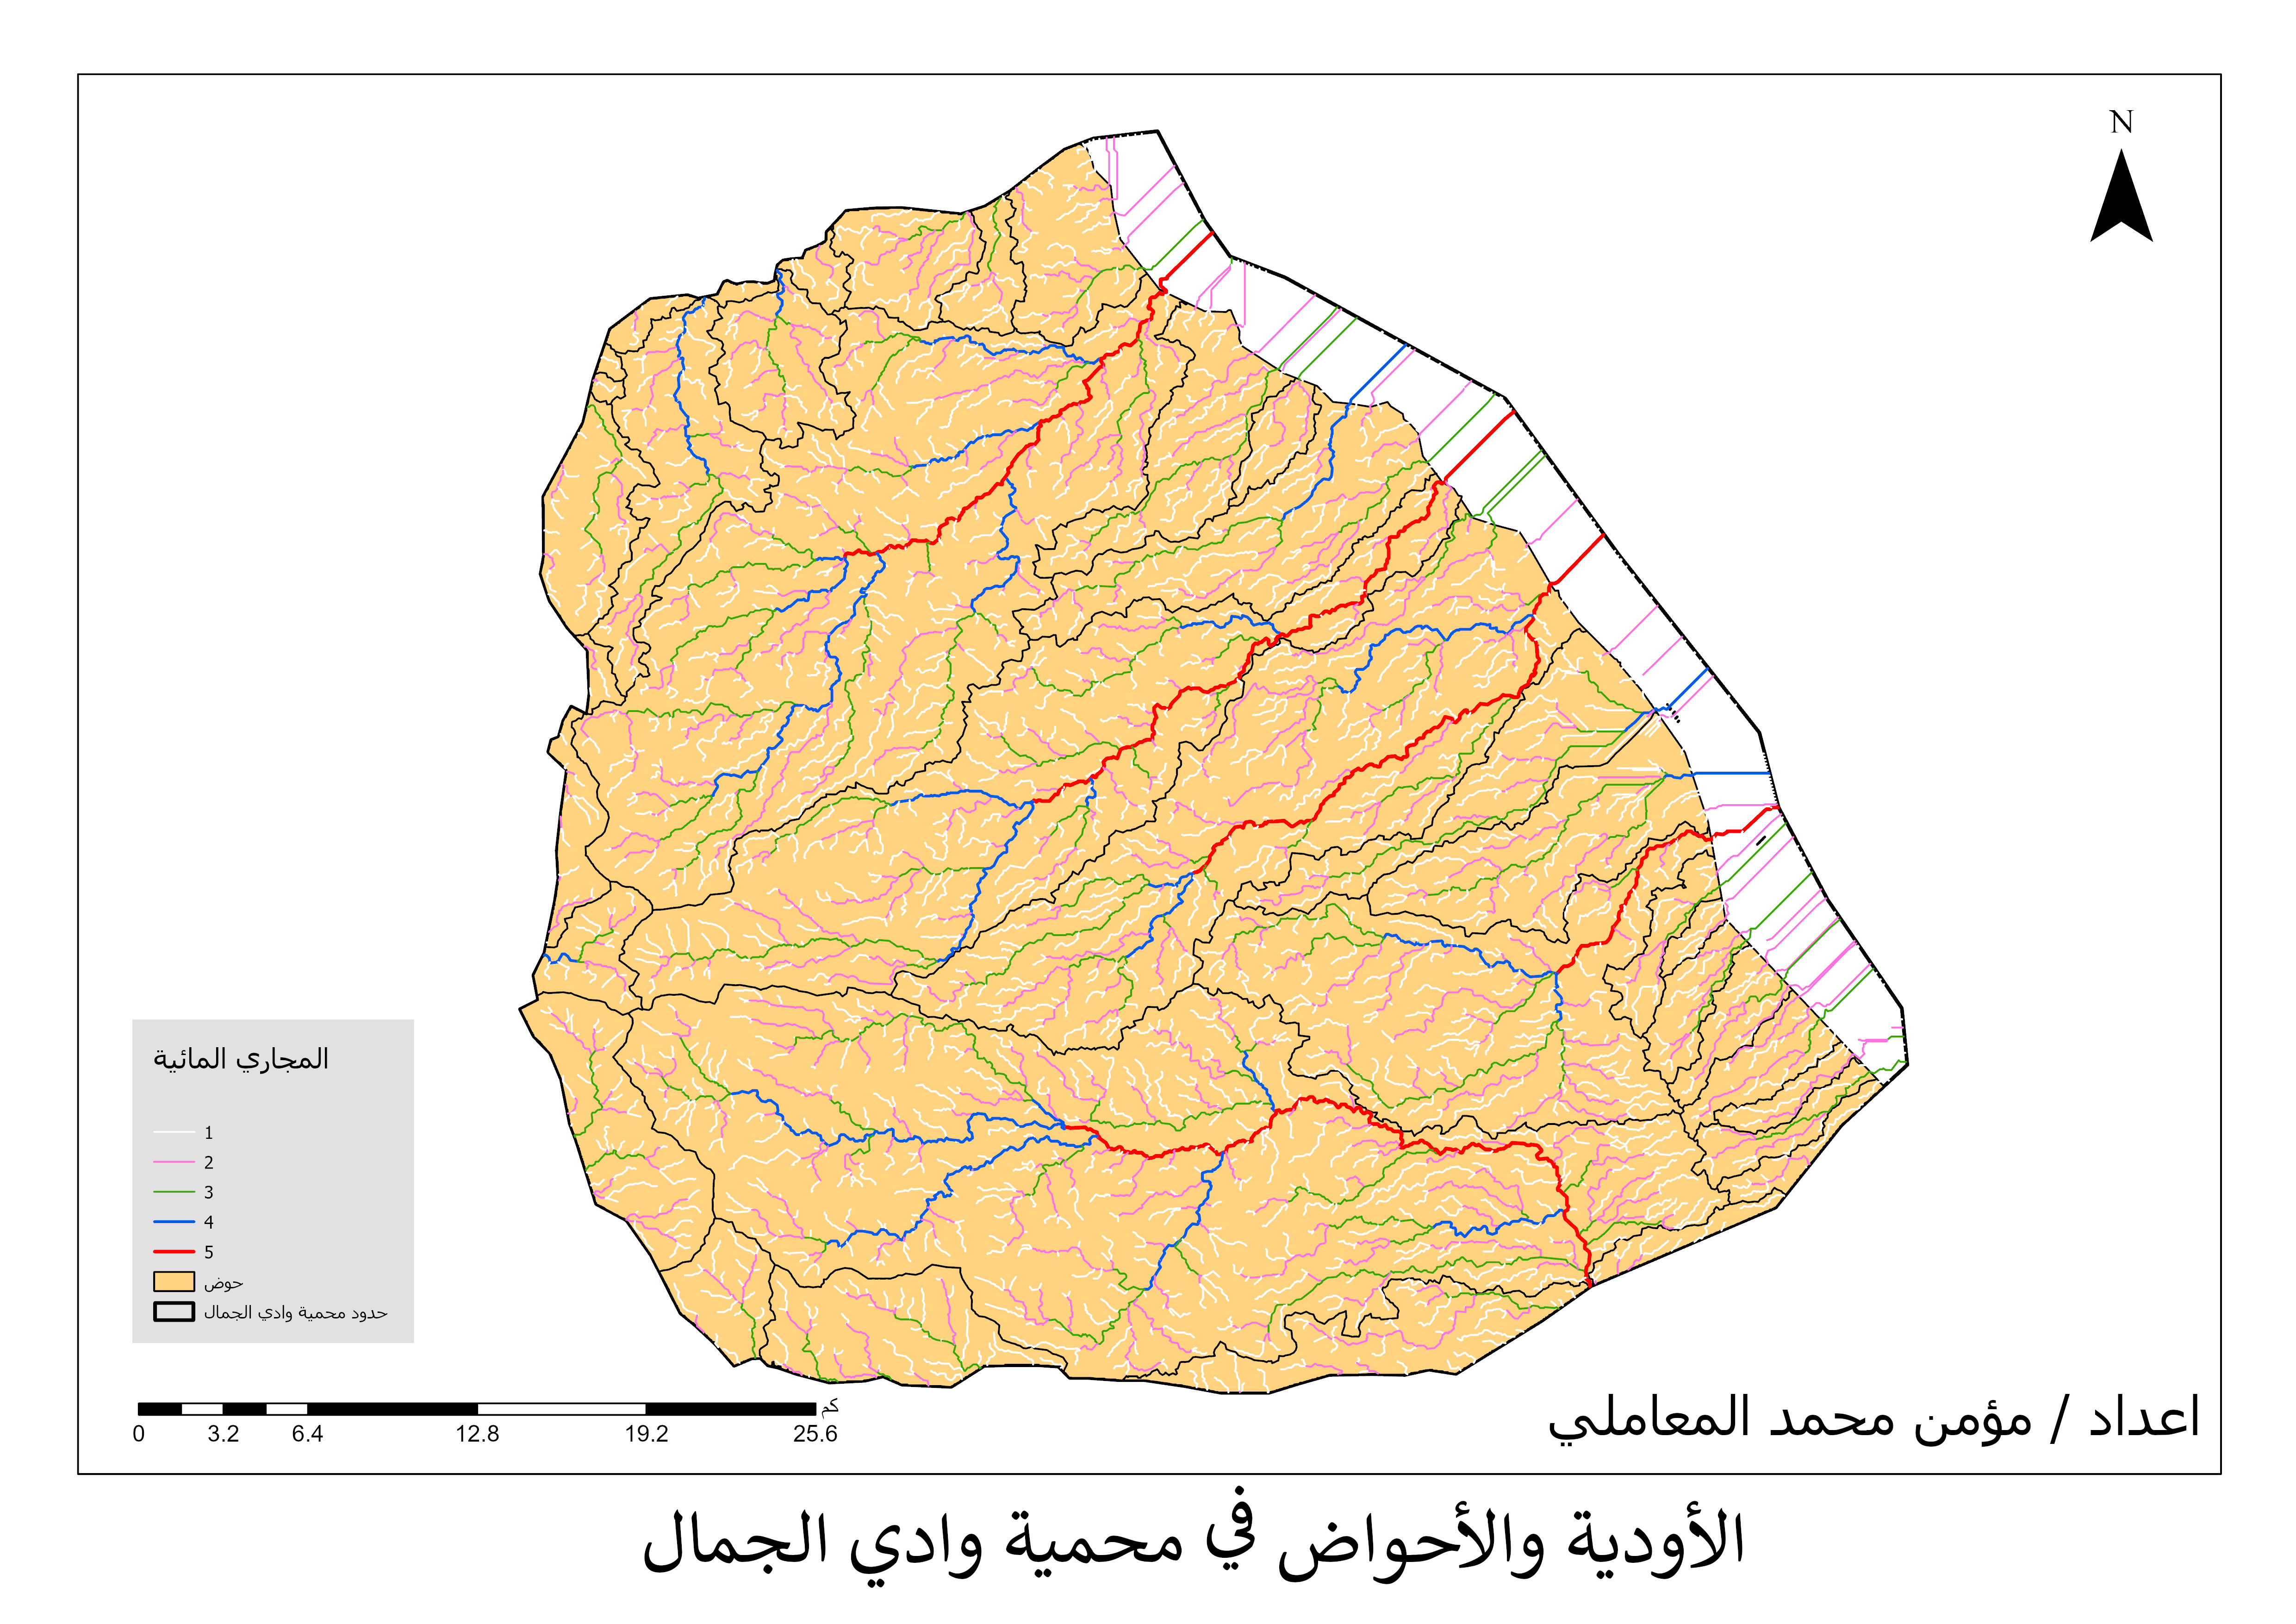 N
المجاري المائية
1
2
3
4
5
حوض
حدود محمية وادي الجمال
كم
0 3.2 6.4 12.8 19.2 25.6
اعداد / مؤمن محمد المعاملي
الأودية والأحواض في محمية وادي الجمال